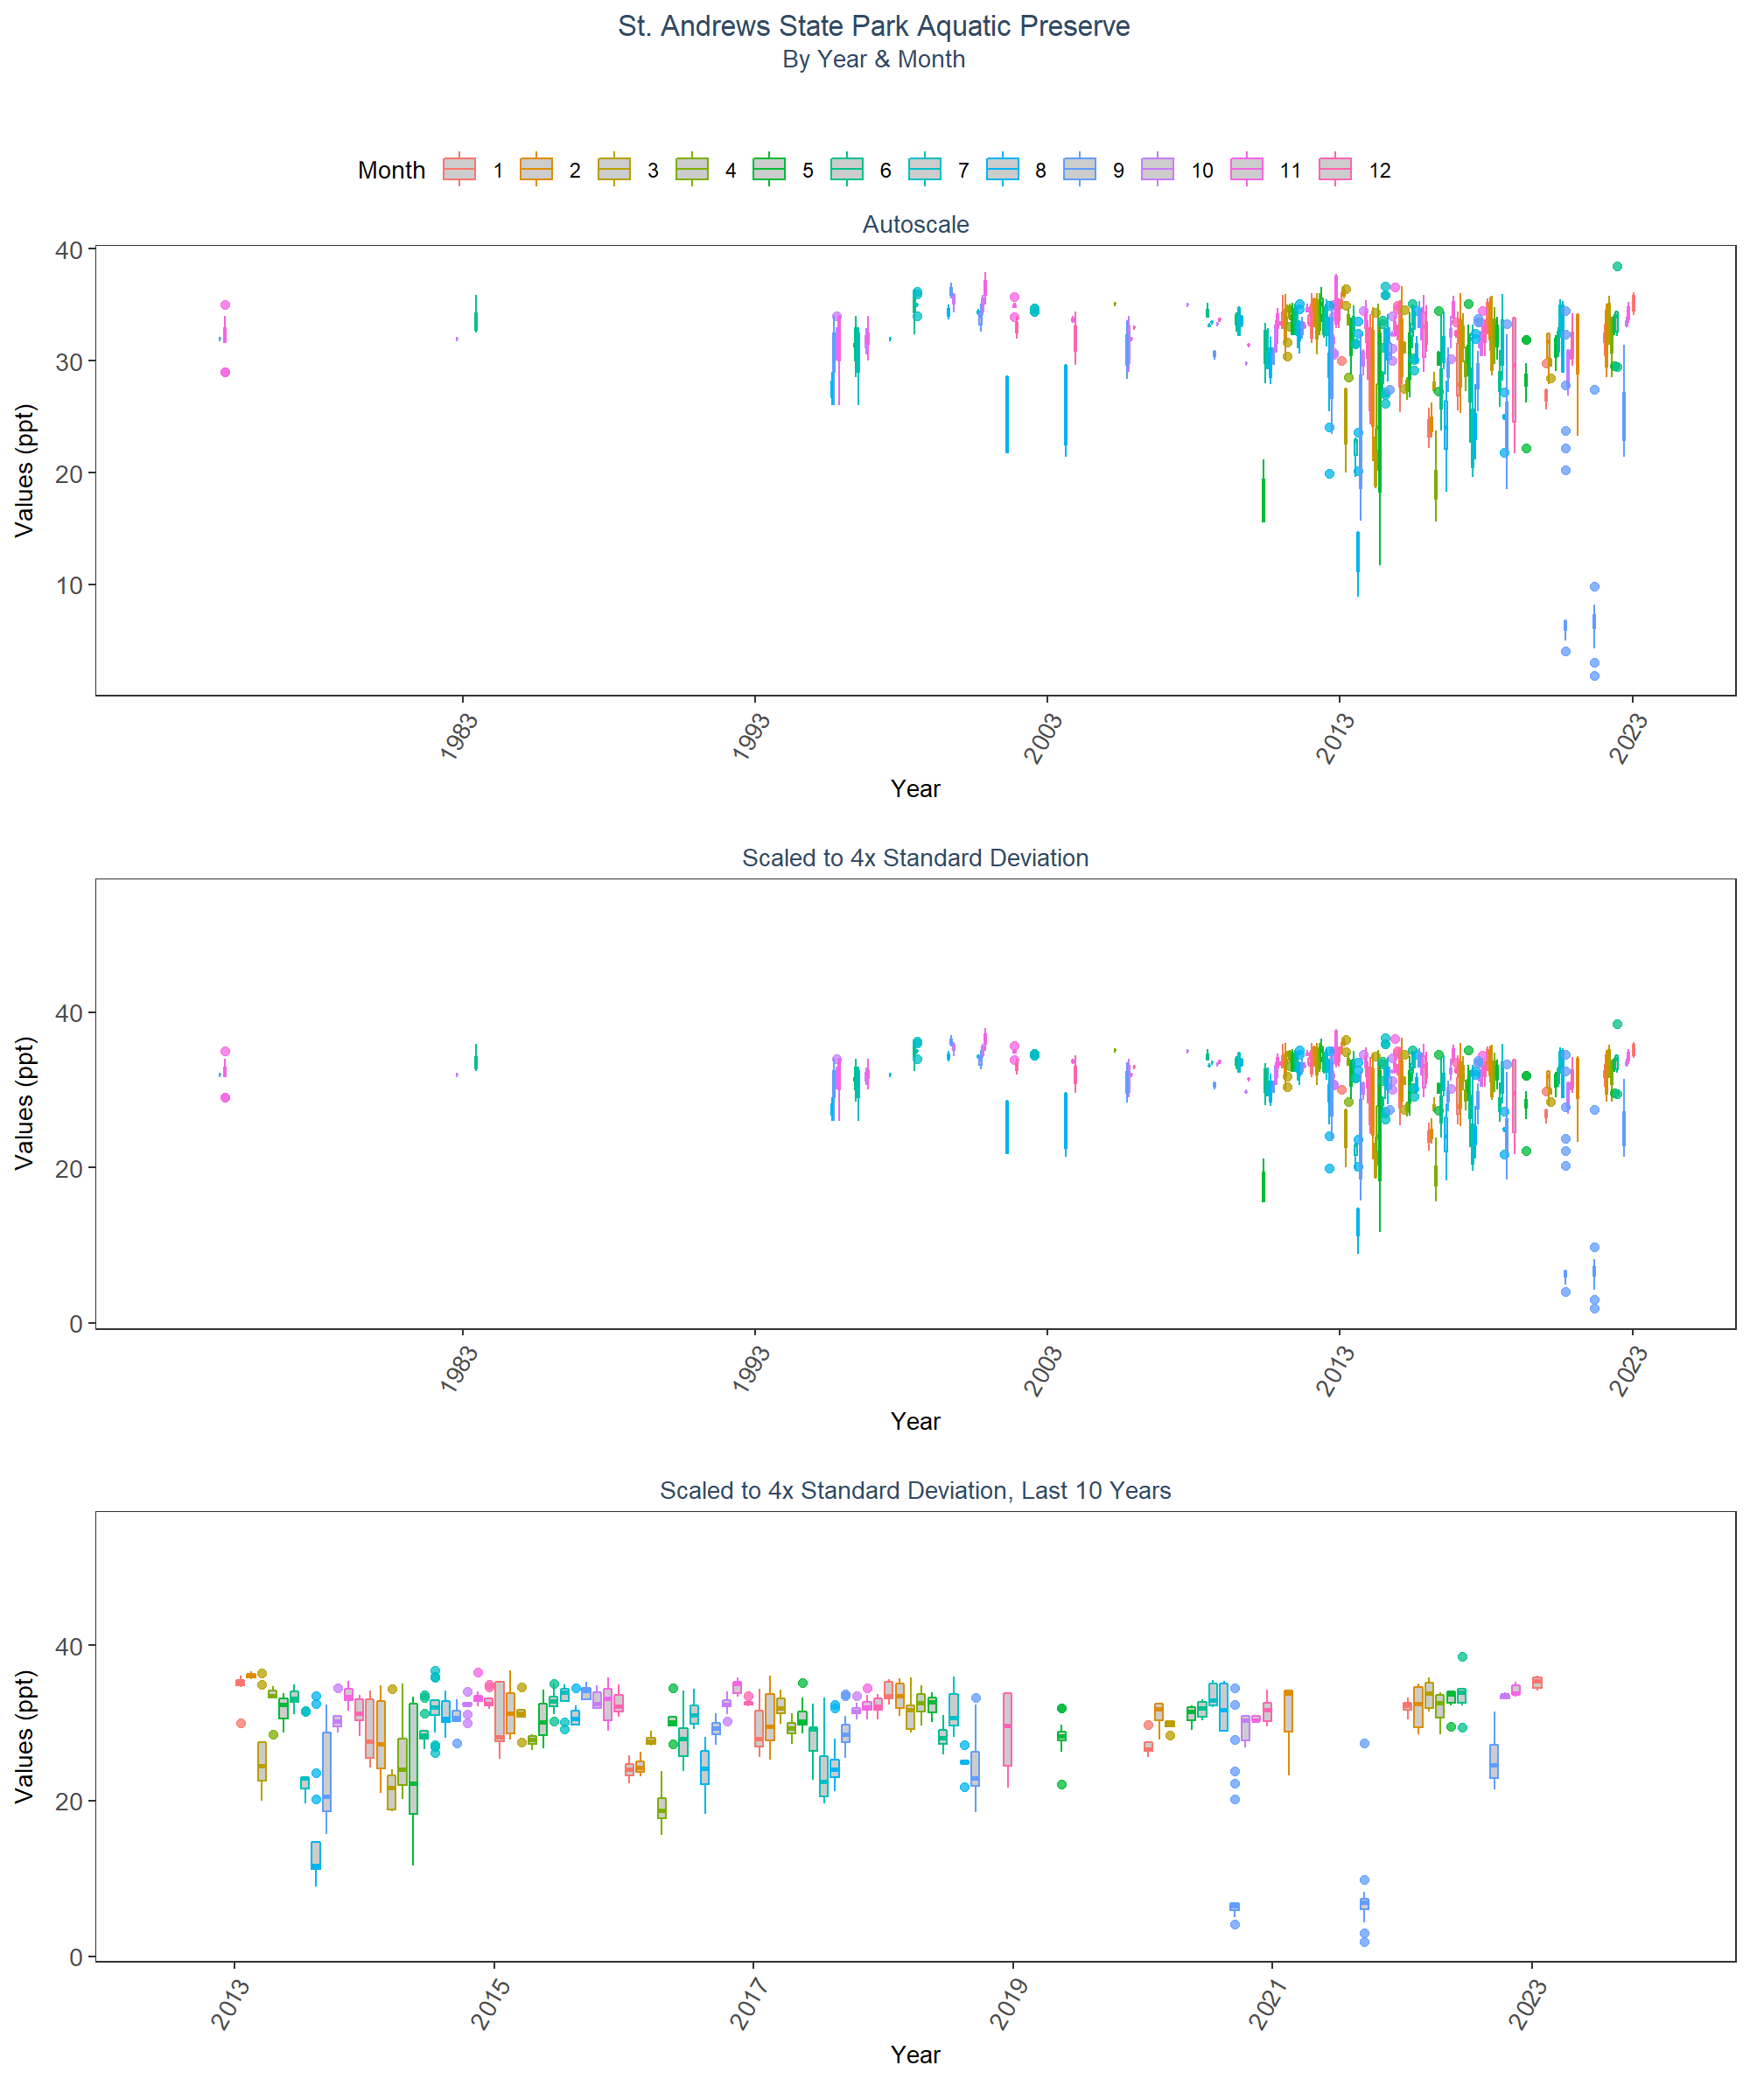 St. Andrews State Park Aquatic Preserve
By Year & Month
Month 1 2 3 4 5 6 7 8 9 10 11 12
Autoscale
40
30
20
10
Values (ppt)
1983 1993 2003 2013 2023
Year
Scaled to 4x Standard Deviation
40
20
0
Values (ppt)
1983 1993 2003 2013 2023
Year
Scaled to 4x Standard Deviation, Last 10 Years
40
20
0
Values (ppt)
2013 2015 2017 2019 2021 2023
Year